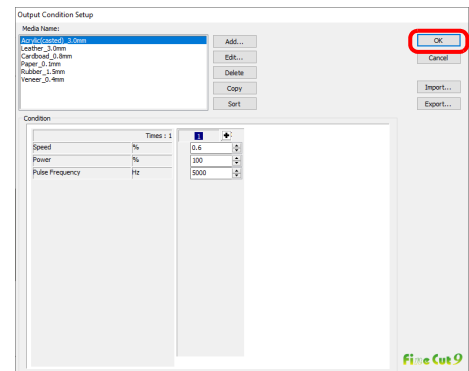 Output Condition Setup
Media Name:
Acrylic(casted)_3.0mm
Leather_3.0mm
Cardboad_0.8mm
Paper_0.1mm
Rubber_1.5mm
Veneer_0.4mm
Add...
Edit...
Delete
Copy
Sort
OK
Cancel
Import...
Export...
Condition
Times : 1 1 +
Speed % 0.6
Power % 100
Pulse Frequency Hz 5000
Fine Cut 9